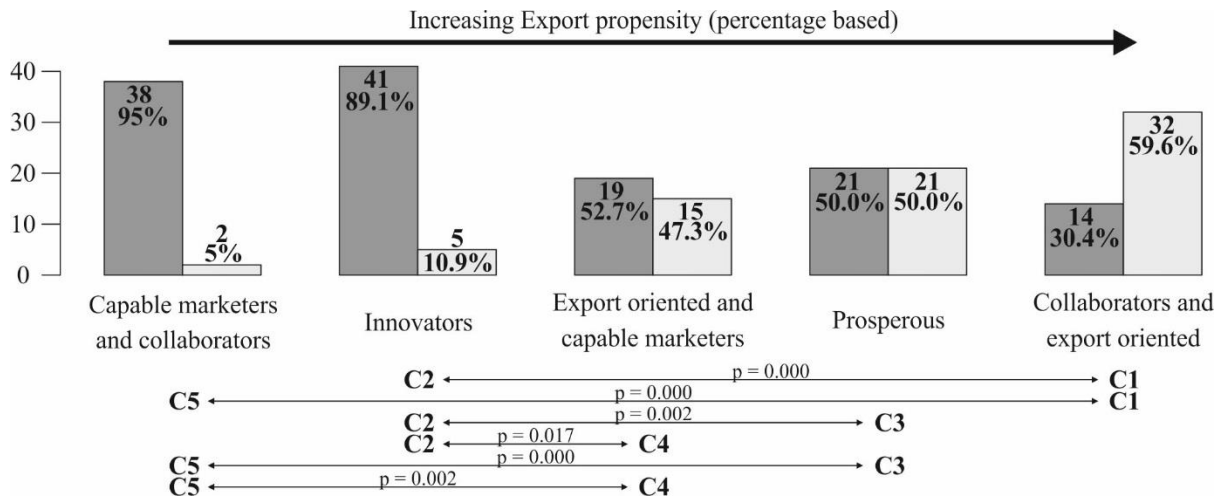 Increasing Export propensity (percentage based)
40
30
20
10
0
38
95%
2
5%
41
89.1%
5
10.9%
19
52.7%
15
47.3%
21
50.0%
21
50.0%
14
30.4%
32
59.6%
Capable marketers
and collaborators
Innovators
Export oriented and
capable marketers
Prosperous
Collaborators and
export oriented
C2 p = 0.000 C1
C5 p = 0.000 C1
C2 p = 0.002 C3
C2 p = 0.017 C4
C5 p = 0.000 C3
C5 p = 0.002 C4